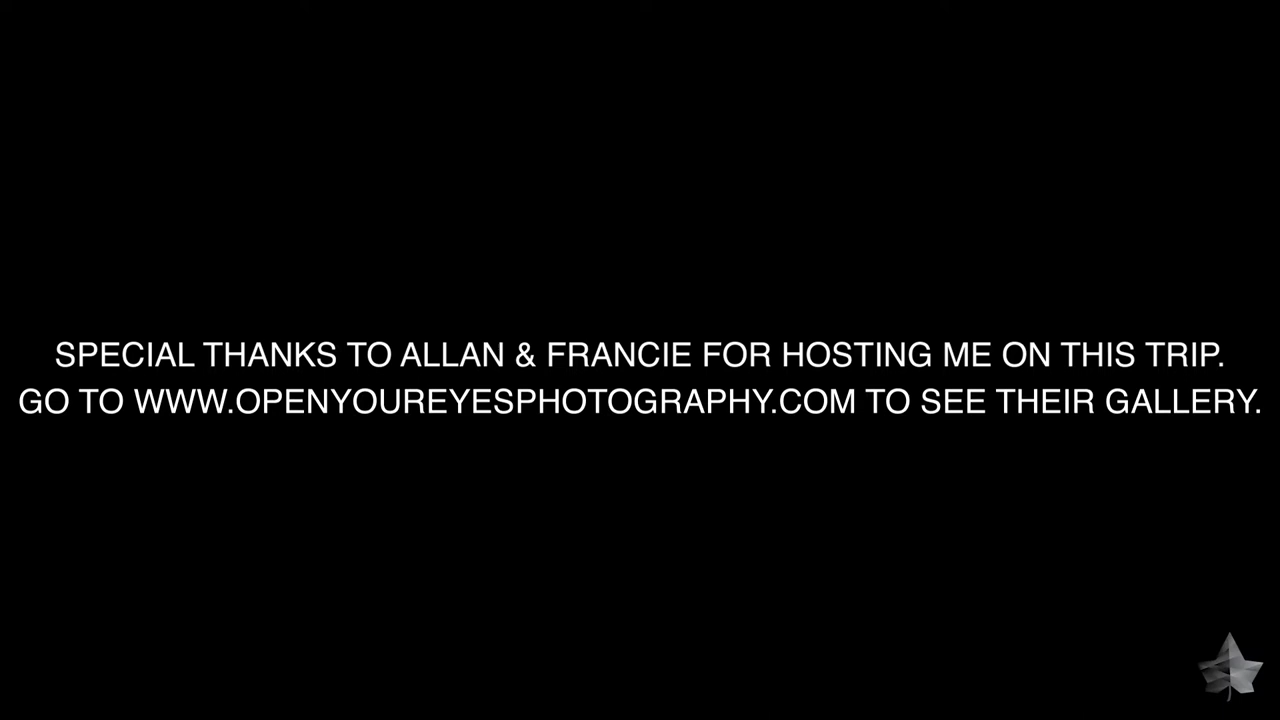 SPECIAL THANKS TO ALLAN & FRANCIE FOR HOSTING ME ON THIS TRIP.
GO TO WWW.OPENYOUREYESPHOTOGRAPHY.COM TO SEE THEIR GALLERY.